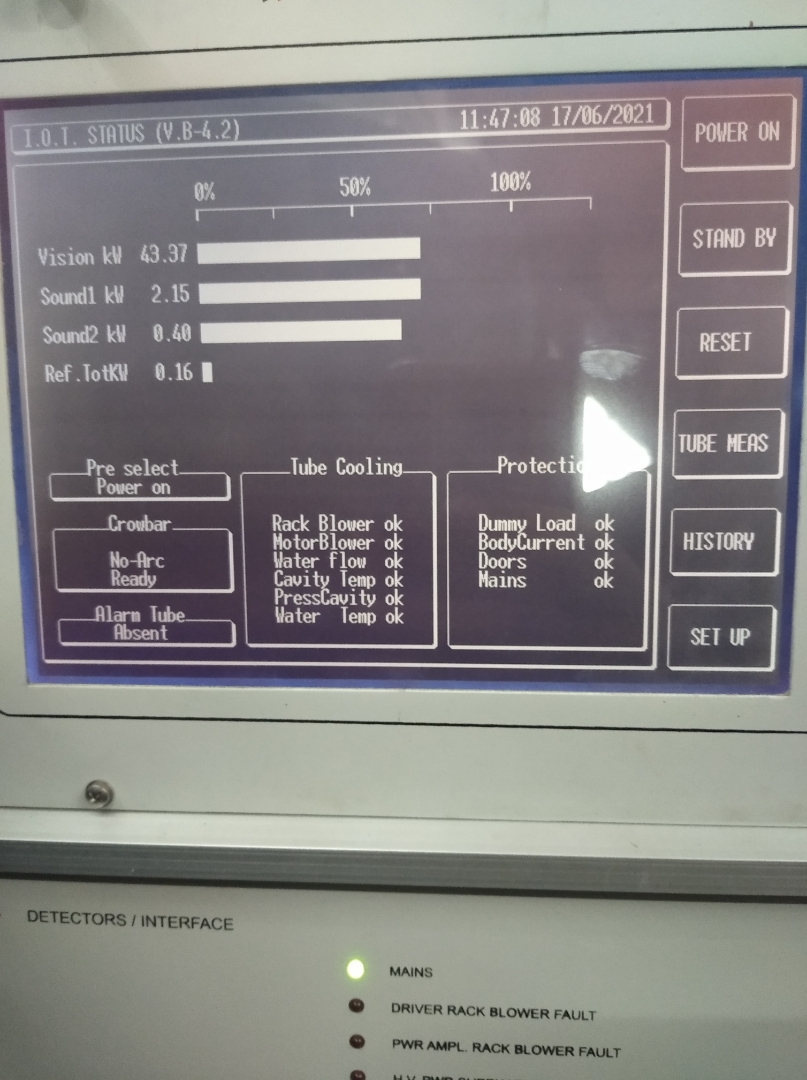 I.O.T. STATUS (V.B-4.2) 11:47:08 17/06/2021
0% 50% 100%
Vision kW 43.37
Sound1 kW 2.15
Sound2 kW 0.40
Ref.TotKW 0.16
Pre select
Power on
Crowbar
No-Arc
Ready
Alarm Tube
Absent
Tube Cooling
Rack Blower ok
MotorBlower ok
Water flow ok
Cavity Temp ok
PressCavity ok
Water Temp ok
Protectio
Dummy Load ok
BodyCurrent ok
Doors ok
Mains ok
POWER ON
STAND BY
RESET
TUBE MEAS
HISTORY
SET UP
DETECTORS / INTERFACE
MAINS
DRIVER RACK BLOWER FAULT
PWR AMPL. RACK BLOWER FAULT